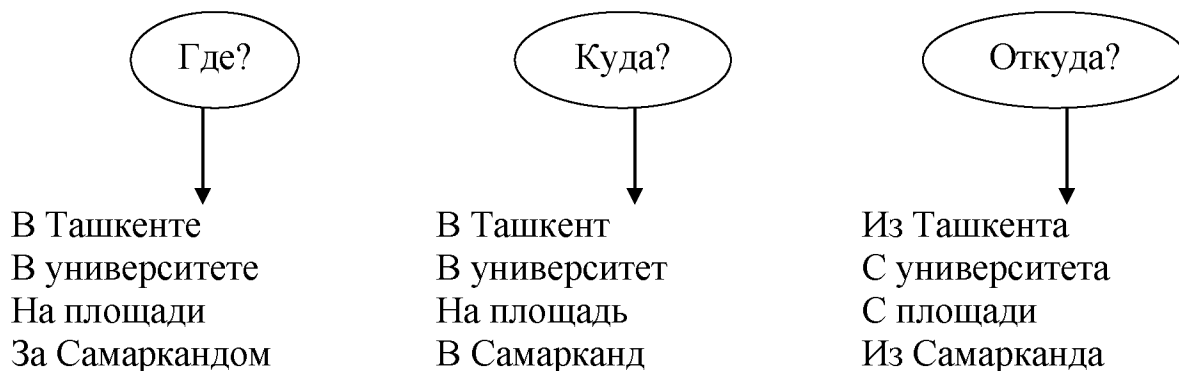 Где?
Куда?
Откуда?
В Ташкенте
В университете
На площади
За Самаркандом
В Ташкент
В университет
На площадь
В Самарканд
Из Ташкента
С университета
С площади
Из Самарканда